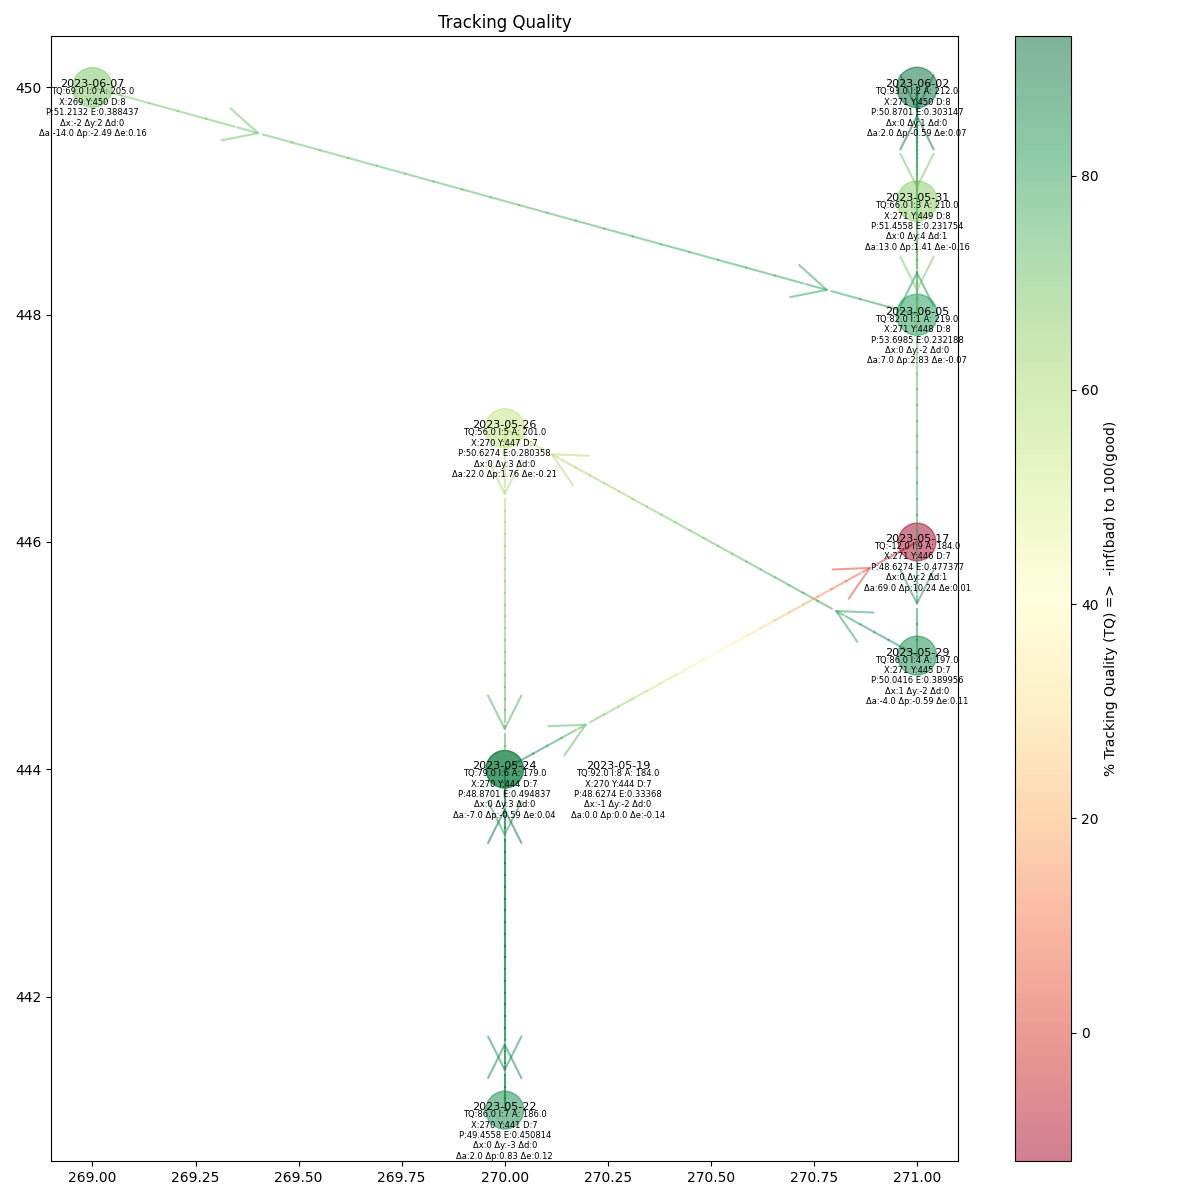 Tracking Quality
450
448
446
444
442
269.00
269.25
269.50
269.75
270.00
270.25
270.50
270.75
271.00
2023-06-07
TQ:69.0 I:0 A: 205.0
X:269 Y:450 D:8
P:51.2132 E:0.388437
Δx:-2 Δy:2 Δd:0
Δa:-14.0 Δp:-2.49 Δe:0.16
2023-06-02
TQ:93.0 I:2 A: 212.0
X:271 Y:450 D:8
P:50.8701 E:0.303147
Δx:0 Δy:1 Δd:0
Δa:2.0 Δp:-0.59 Δe:0.07
2023-05-31
TQ:66.0 I:3 A: 210.0
X:271 Y:449 D:8
P:51.4558 E:0.231754
Δx:0 Δy:4 Δd:1
Δa:13.0 Δp:1.41 Δe:-0.16
2023-06-05
TQ:82.0 I:1 A: 219.0
X:271 Y:448 D:8
P:53.6985 E:0.232188
Δx:0 Δy:-2 Δd:0
Δa:7.0 Δp:2.83 Δe:-0.07
2023-05-26
TQ:56.0 I:5 A: 201.0
X:270 Y:447 D:7
P:50.6274 E:0.280358
Δx:0 Δy:3 Δd:0
Δa:22.0 Δp:1.76 Δe:-0.21
2023-05-17
TQ:-12.0 I:9 A: 184.0
X:271 Y:446 D:7
P:48.6274 E:0.477377
Δx:0 Δy:2 Δd:1
Δa:69.0 Δp:10.24 Δe:0.01
2023-05-29
TQ:86.0 I:4 A: 197.0
X:271 Y:445 D:7
P:50.0416 E:0.389956
Δx:1 Δy:-2 Δd:0
Δa:-4.0 Δp:-0.59 Δe:0.11
2023-05-24
TQ:79.0 I:6 A: 179.0
X:270 Y:444 D:7
P:48.8701 E:0.494837
Δx:0 Δy:3 Δd:0
Δa:-7.0 Δp:-0.59 Δe:0.04
2023-05-19
TQ:92.0 I:8 A: 184.0
X:270 Y:444 D:7
P:48.6274 E:0.33368
Δx:-1 Δy:-2 Δd:0
Δa:0.0 Δp:0.0 Δe:-0.14
2023-05-22
TQ:86.0 I:7 A: 186.0
X:270 Y:441 D:7
P:49.4558 E:0.450814
Δx:0 Δy:-3 Δd:0
Δa:2.0 Δp:0.83 Δe:0.12
80
60
40
20
0
% Tracking Quality (TQ) => -inf(bad) to 100(good)